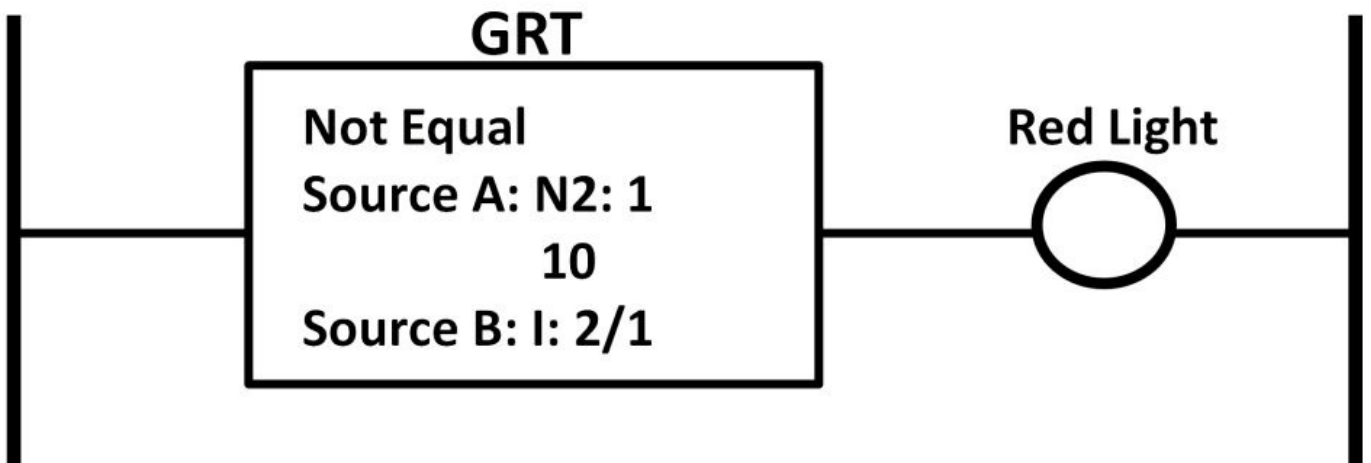 GRT
Not Equal
Source A: N2: 1
10
Source B: I: 2/1
Red Light